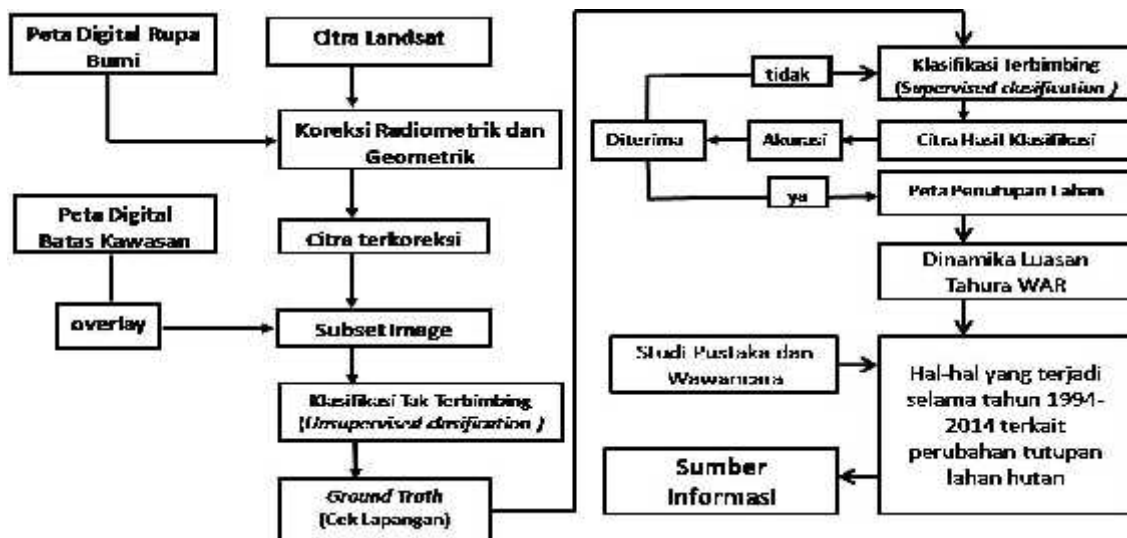 Peta Digital Rupa
Bumi
Citra Landsat
Koreksi Radiometrik dan
Geometrik
Peta Digital
Batas Kawasan
Citra terkoreksi
overlay
Subset Image
Klasifikasi Tak Terbimbing
(Unsupervised clasification )
Ground Truth
(Cek Lapangan)
tidak
Klasifikasi Terbimbing
(Supervised clasification )
Diterima
Akurasi
Citra Hasil Klasifikasi
ya
Peta Penutupan Lahan
Dinamika Luasan
Tahura WAR
Studi Pustaka dan
Wawancara
Hal-hal yang terjadi
selama tahun 1994-
2014 terkait
perubahan tutupan
lahan hutan
Sumber
Informasi